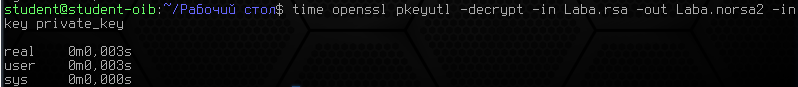 student@student-oib:~/Рабочий стол$ time openssl pkeyutl -decrypt -in Laba.rsa -out Laba.norsa2 -in
key private_key
real 0m0,003s
user 0m0,003s
sys 0m0,000s